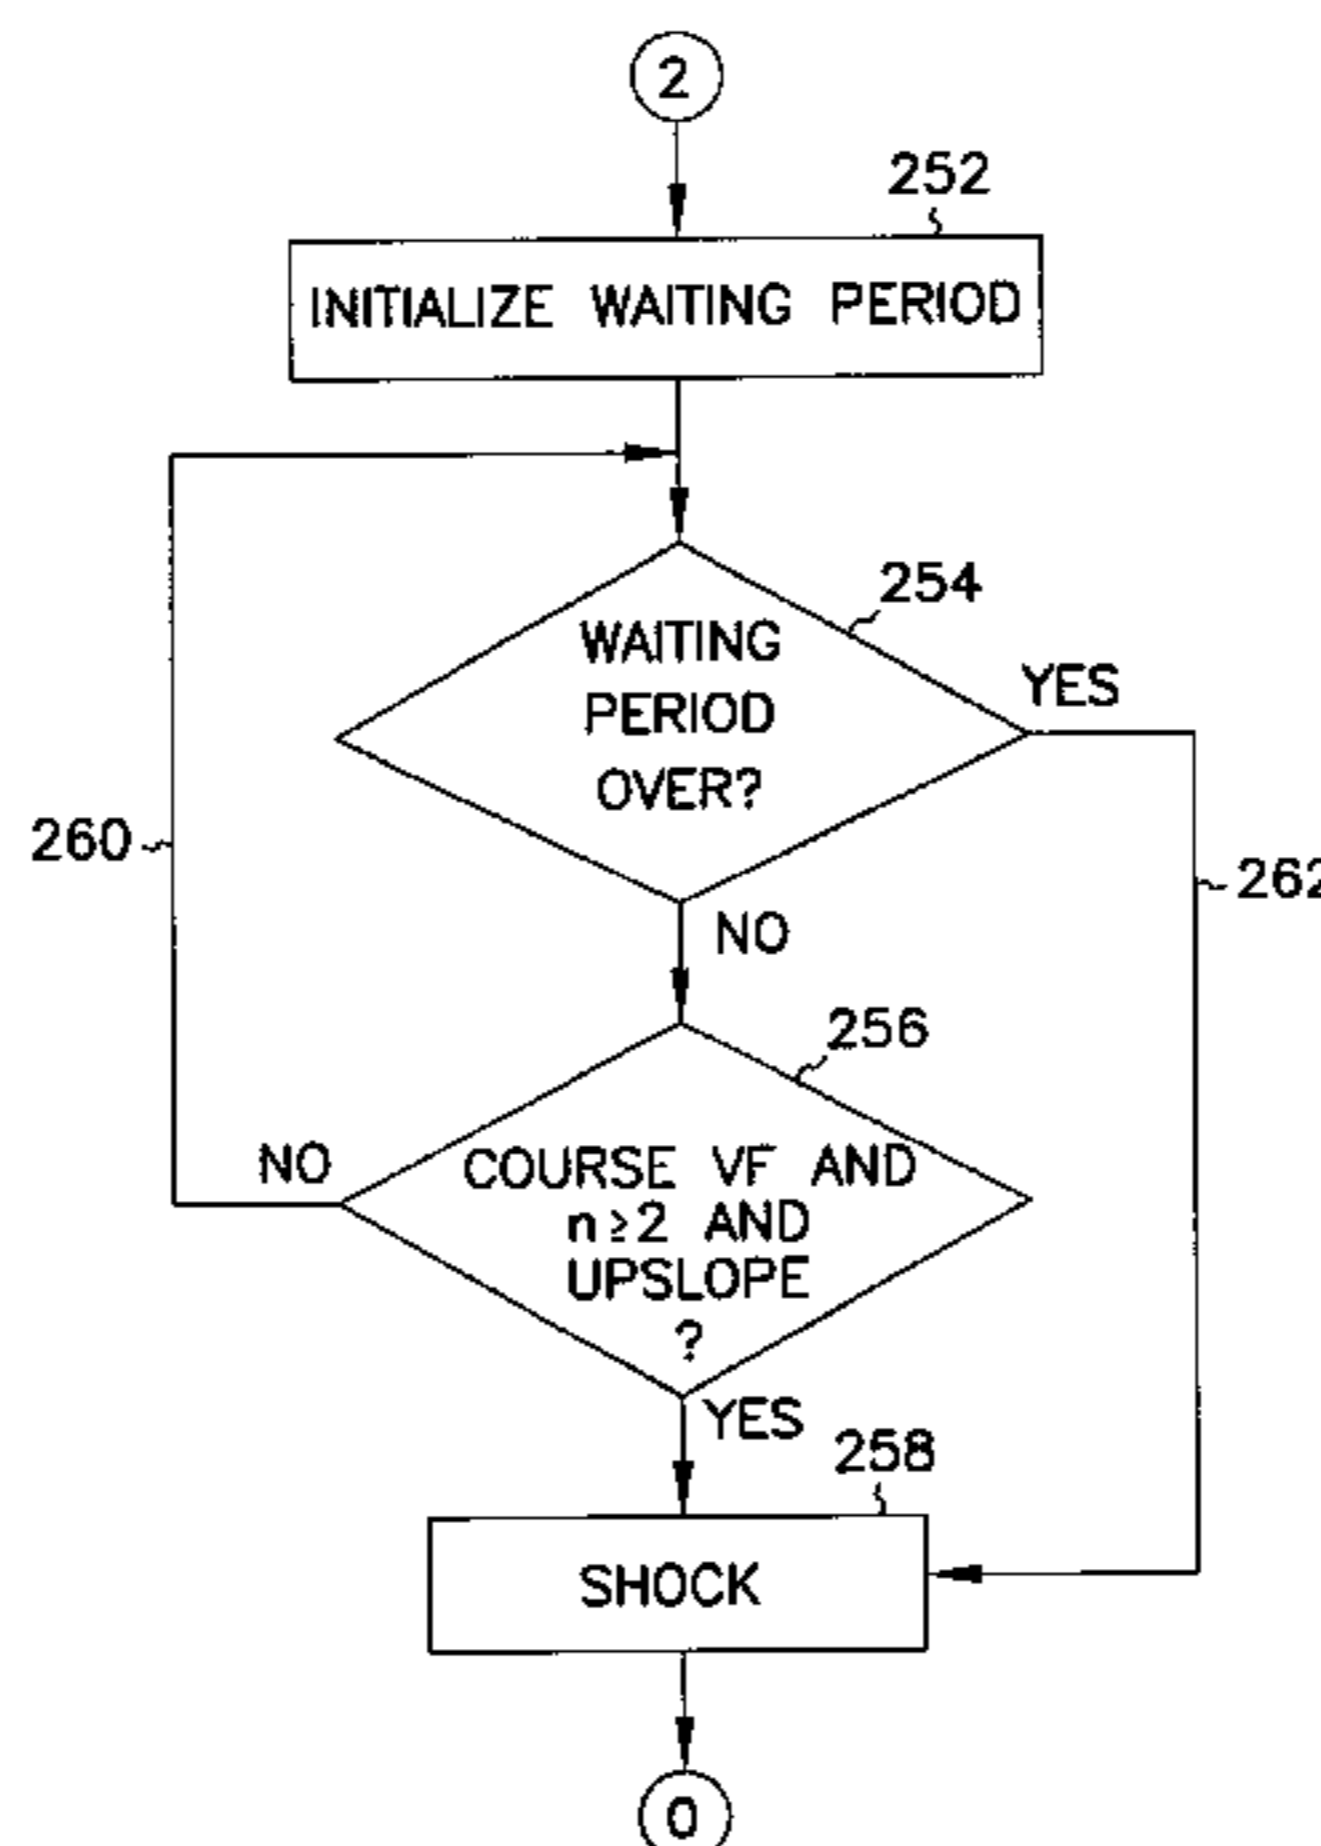 2
252
INITIALIZE WAITING PERIOD
254
WAITING
PERIOD
OVER?
YES
260
262
NO
256
NO
COURSE VF AND
n≥2 AND
UPSLOPE
?
YES
258
SHOCK
0